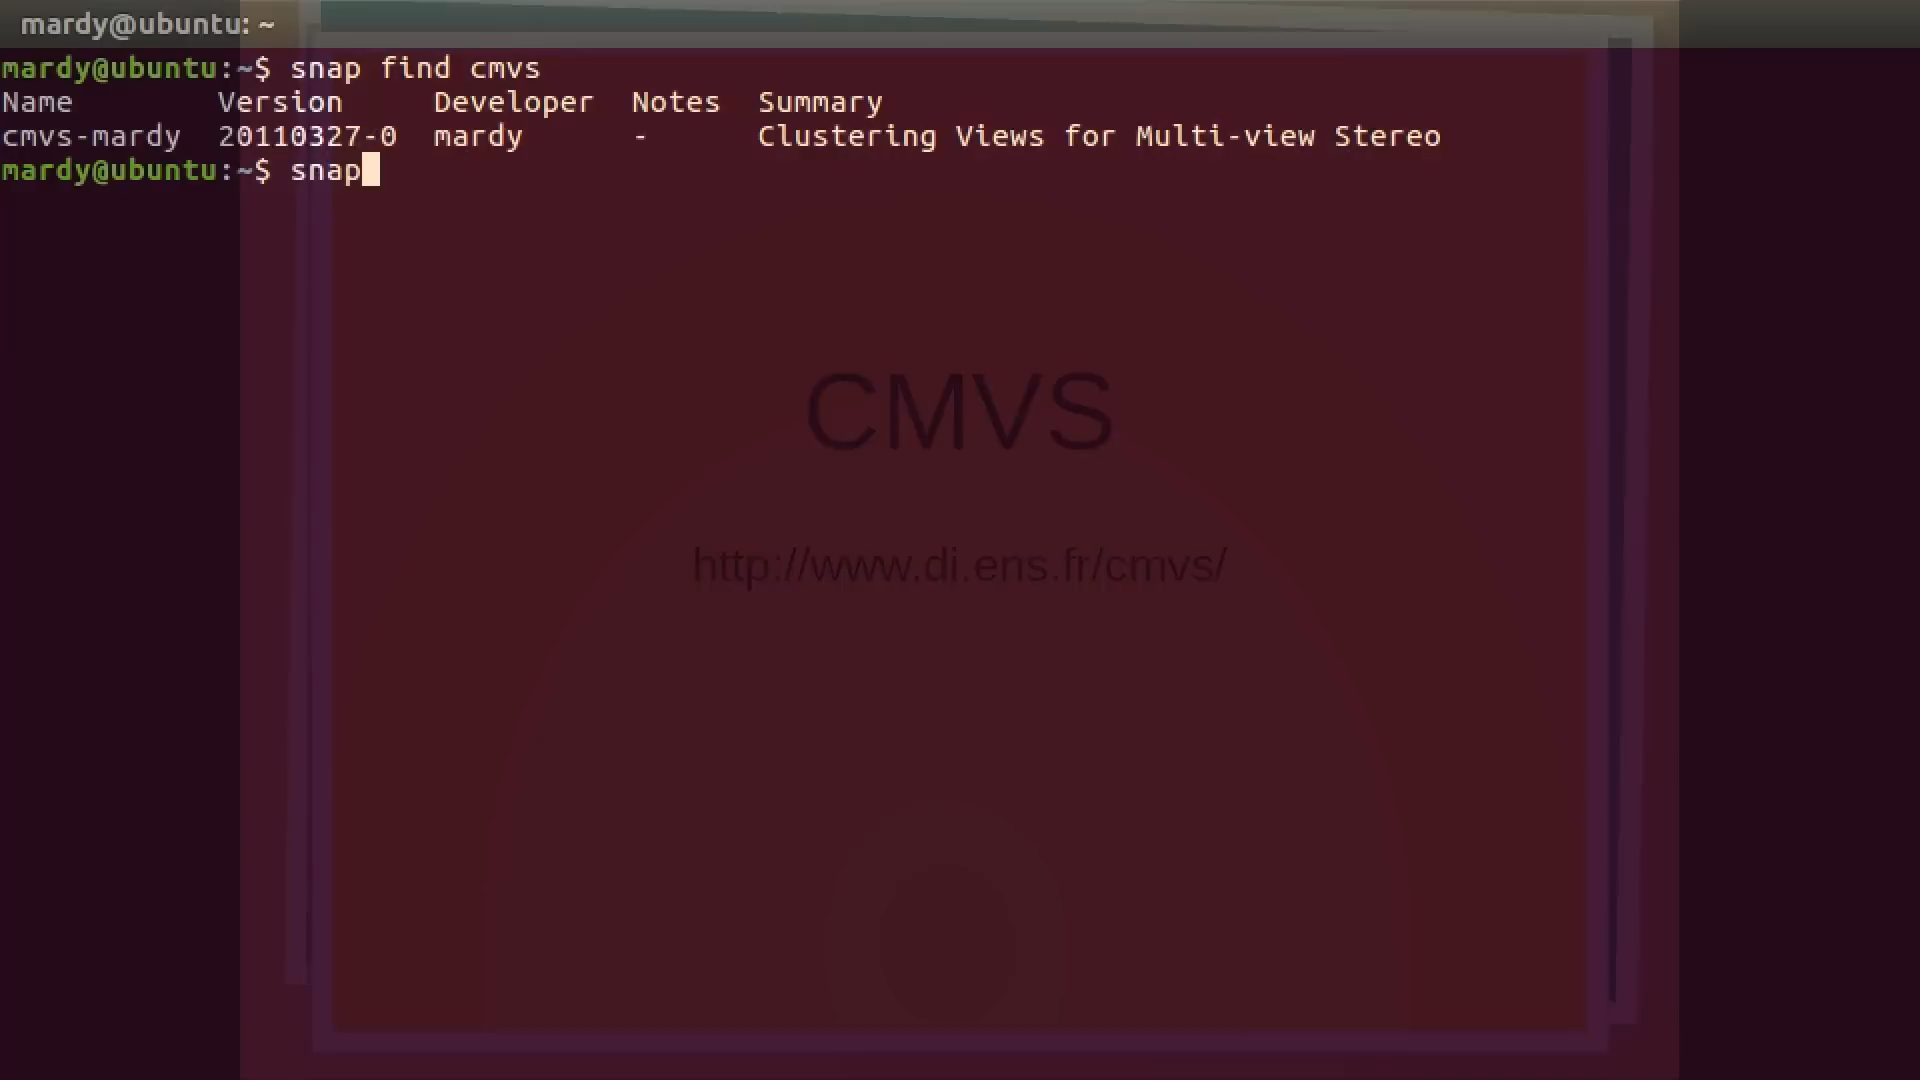 mardy@ubuntu: ~
mardy@ubuntu:~$ snap find cmvs
Name        Version     Developer  Notes  Summary
cmvs-mardy  20110327-0  mardy      -      Clustering Views for Multi-view Stereo
mardy@ubuntu:~$ snap
CMVS
http://www.di.ens.fr/cmvs/